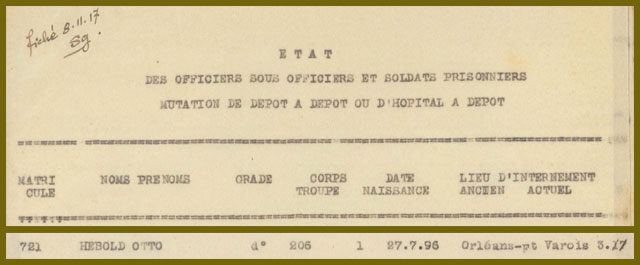 fiché 8.11.17
Sg.
E T A T
DES OFFICIERS SOUS OFFICIERS ET SOLDATS PRISONNIERS
MUTATION DE DEPOT A DEPOT OU D'HOPITAL A DEPOT
MATRI NOMS PRENOMS GRADE CORPS DATE LIEU D'INTERNEMENT
CULE TROUPE NAISSANCE ANCIEN ACTUEL
721 HEBOLD OTTO d° 206 1 27.7.96 Orléans-pt Varois 3.17